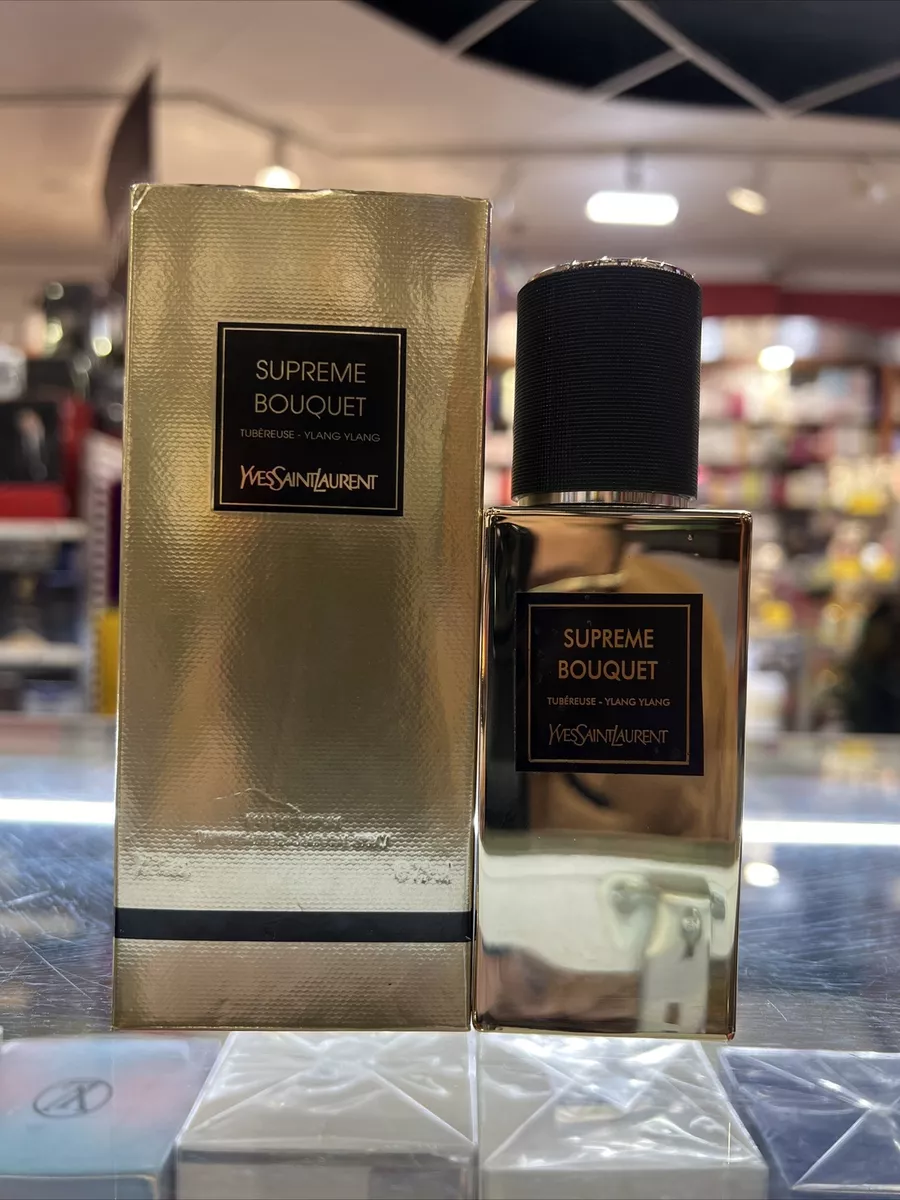 SUPREME
BOUQUET
TUBÉREUSE - YLANG YLANG
YVESSAINTLAURENT
SUPREME
BOUQUET
TUBÉREUSE - YLANG YLANG
YVESSAINTLAURENT